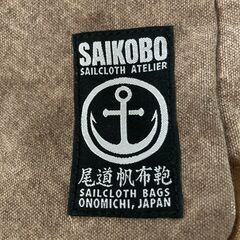 SAIKOBO
SAILCLOTH ATELIER
尾道帆布鞄
SAILCLOTH BAGS
ONOMICHI, JAPAN